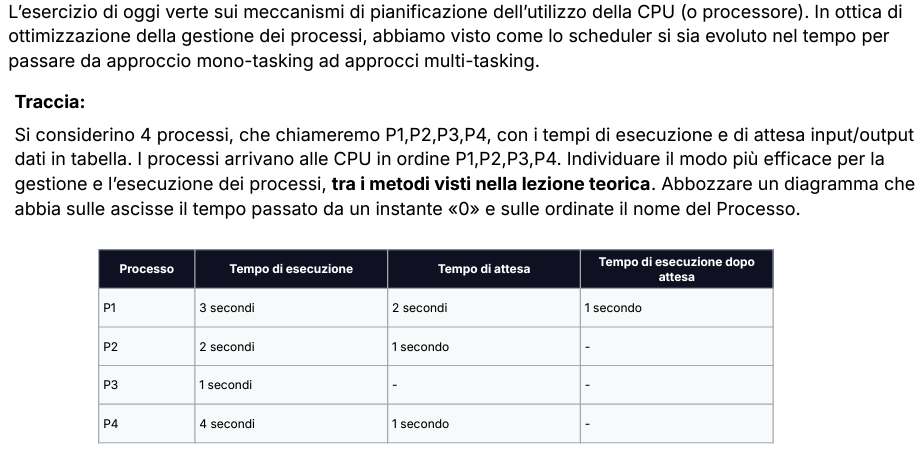 L’esercizio di oggi verte sui meccanismi di pianificazione dell’utilizzo della CPU (o processore). In ottica di
ottimizzazione della gestione dei processi, abbiamo visto come lo scheduler si sia evoluto nel tempo per
passare da approccio mono-tasking ad approcci multi-tasking.
Traccia:
Si considerino 4 processi, che chiameremo P1,P2,P3,P4, con i tempi di esecuzione e di attesa input/output
dati in tabella. I processi arrivano alle CPU in ordine P1,P2,P3,P4. Individuare il modo più efficace per la
gestione e l’esecuzione dei processi, tra i metodi visti nella lezione teorica. Abbozzare un diagramma che
abbia sulle ascisse il tempo passato da un instante «0» e sulle ordinate il nome del Processo.
Processo Tempo di esecuzione Tempo di attesa Tempo di esecuzione dopo
attesa
P1 3 secondi 2 secondi 1 secondo
P2 2 secondi 1 secondo -
P3 1 secondi - -
P4 4 secondi 1 secondo -